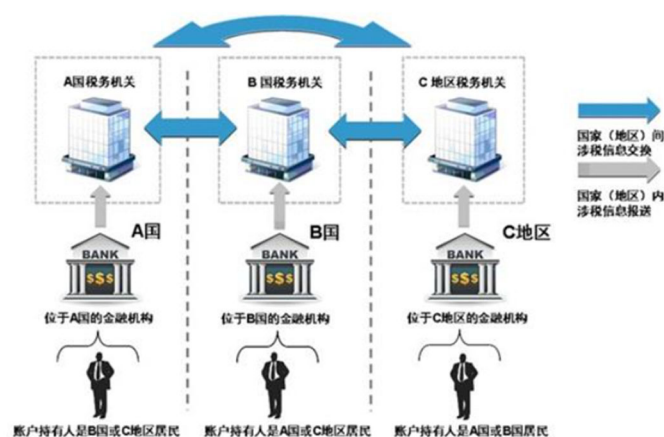 A国税务机关
B国税务机关
C 地区税务机关
国家（地区）间
涉税信息交换
国家（地区）内
涉税信息报送
A国
B国
C地区
BANK
$$$
BANK
$$$
BANK
$$$
位于A国的金融机构
位于B国的金融机构
位于C地区的金融机构
账户持有人是B国或C地区居民
账户持有人是A国或C地区居民
账户持有人是A国或B国居民